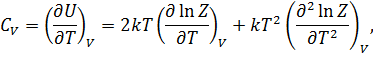 C_V = (∂U/∂T)_V = 2kT(∂ ln Z/∂T)_V + kT²(∂² ln Z/∂T²)_V,